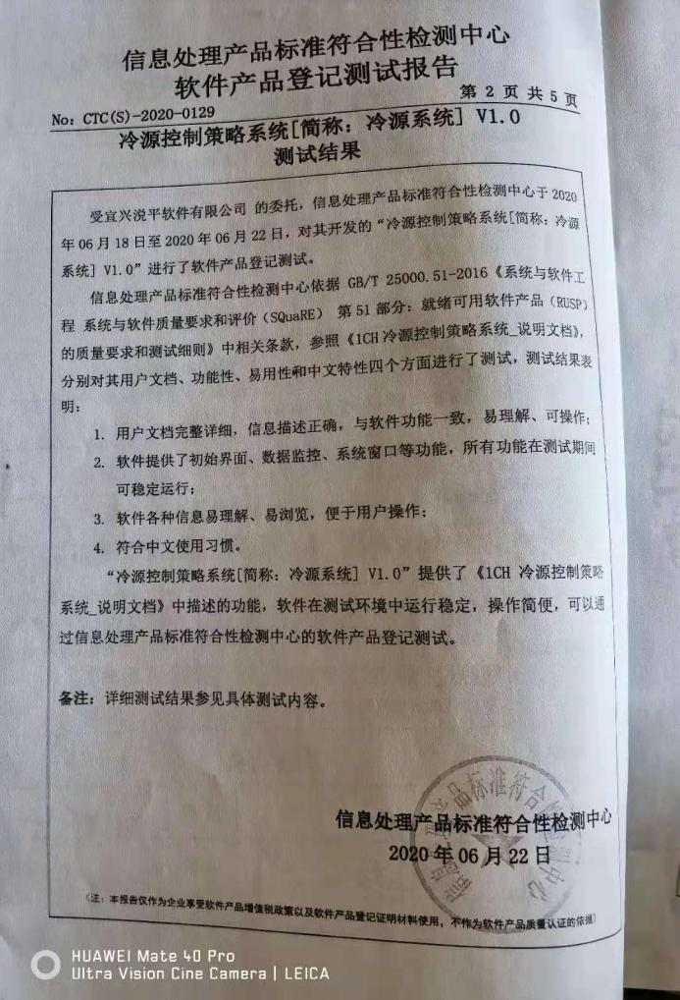 信息处理产品标准符合性检测中心
软件产品登记测试报告
第 2 页 共 5 页
No: CTC(S)-2020-0129
冷源控制策略系统[简称: 冷源系统] V1.0
测试结果
受宜兴浞平软件有限公司 的委托，信息处理产品标准符合性检测中心于 2020
年 06 月 18 日至 2020 年 06 月 22 日，对其开发的“冷源控制策略系统[简称: 冷源
系统] V1.0”进行了软件产品登记测试。
信息处理产品标准符合性检测中心依据 GB/T 25000.51-2016《系统与软件工
程 系统与软件质量要求和评价（SQuaRE） 第 51 部分：就绪可用软件产品（RUSP）
的质量要求和测试细则》中相关条款，参照《1CH 冷源控制策略系统_说明文档》，
分别对其用户文档、功能性、易用性和中文特性四个方面进行了测试，测试结果表
明：
1. 用户文档完整详细，信息描述正确，与软件功能一致，易理解、可操作；
2. 软件提供了初始界面、数据监控、系统窗口等功能，所有功能在测试期间
可稳定运行；
3. 软件各种信息易理解、易浏览，便于用户操作；
4. 符合中文使用习惯。
“冷源控制策略系统[简称: 冷源系统] V1.0”提供了《1CH 冷源控制策略
系统_说明文档》中描述的功能，软件在测试环境中运行稳定，操作简便，可以通
过信息处理产品标准符合性检测中心的软件产品登记测试。
备注：详细测试结果参见具体测试内容。
信息处理产品标准符合性检测中心
2020 年 06 月 22 日
（注：本报告仅作为企业享受软件产品增值税政策以及软件产品登记证明材料使用，不作为软件产品质量认证的依据）
HUAWEI Mate 40 Pro
Ultra Vision Cine Camera | LEICA